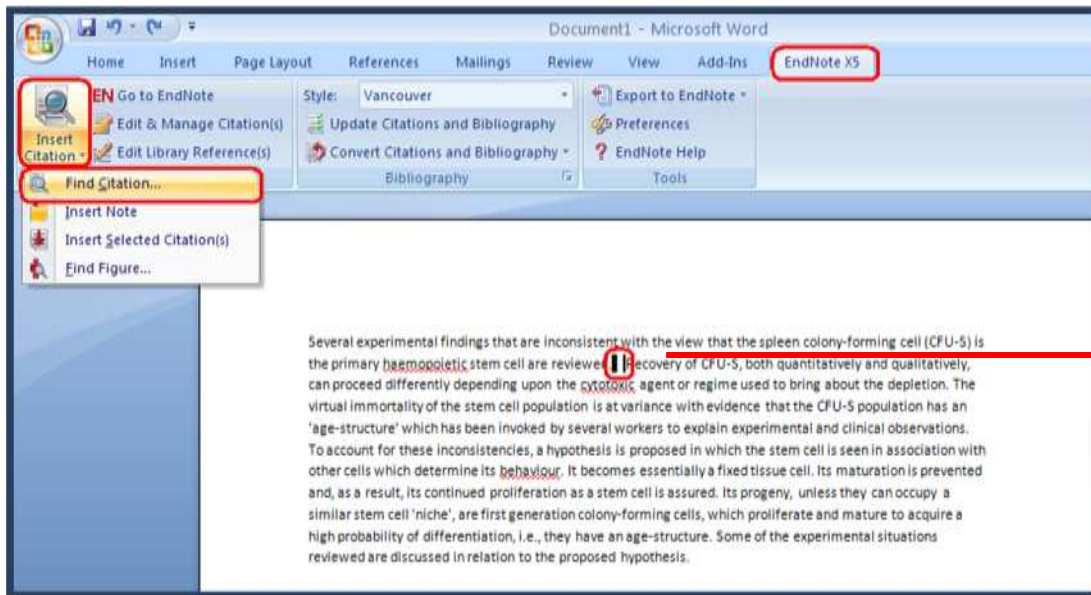 Document1 - Microsoft Word
Home Insert Page Layout References Mailings Review View Add-Ins EndNote X5
Insert Citation
EN Go to EndNote
Edit & Manage Citation(s)
Edit Library Reference(s)
Style: Vancouver
Update Citations and Bibliography
Convert Citations and Bibliography
Bibliography
Export to EndNote
Preferences
EndNote Help
Tools
Find Citation...
Insert Note
Insert Selected Citation(s)
Find Figure...
Several experimental findings that are inconsistent with the view that the spleen colony-forming cell (CFU-S) is
the primary haemopoietic stem cell are reviewed. Recovery of CFU-S, both quantitatively and qualitatively,
can proceed differently depending upon the cytotoxic agent or regime used to bring about the depletion. The
virtual immortality of the stem cell population is at variance with evidence that the CFU-S population has an
'age-structure' which has been invoked by several workers to explain experimental and clinical observations.
To account for these inconsistencies, a hypothesis is proposed in which the stem cell is seen in association with
other cells which determine its behaviour. It becomes essentially a fixed tissue cell. Its maturation is prevented
and, as a result, its continued proliferation as a stem cell is assured. Its progeny, unless they can occupy a
similar stem cell 'niche', are first generation colony-forming cells, which proliferate and mature to acquire a
high probability of differentiation, i.e., they have an age-structure. Some of the experimental situations
reviewed are discussed in relation to the proposed hypothesis.